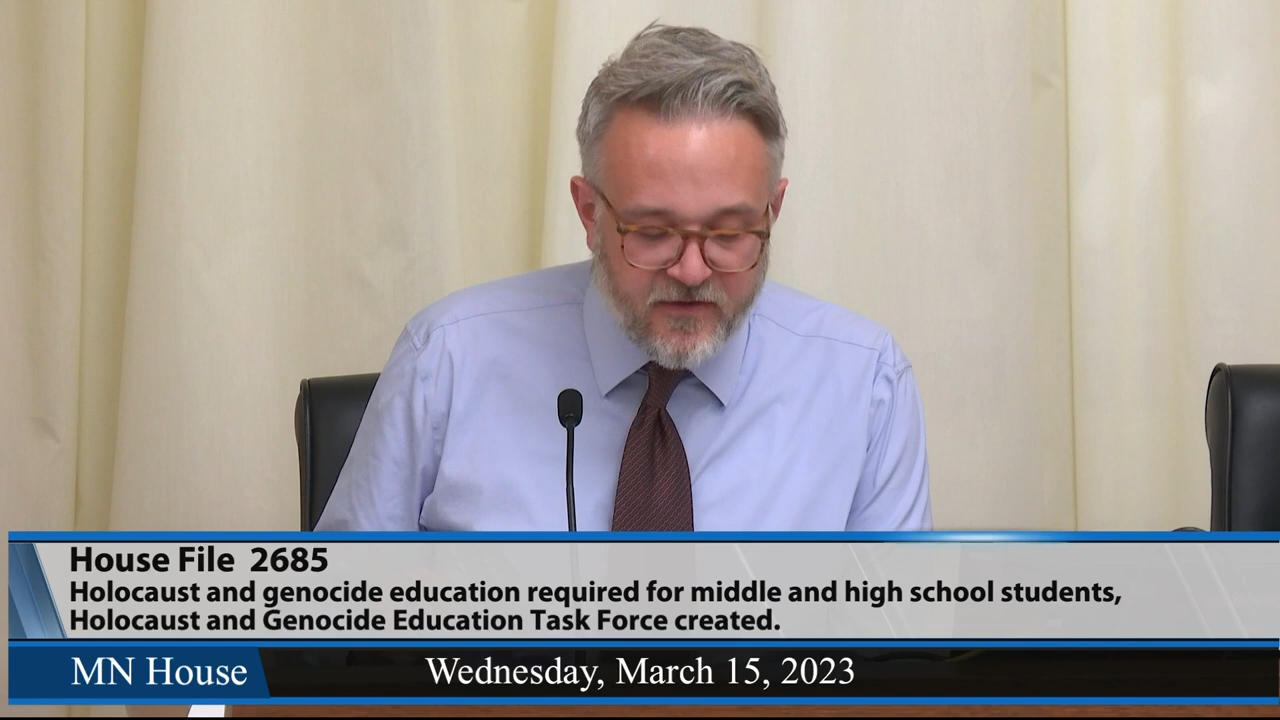 House File 2685
Holocaust and genocide education required for middle and high school students,
Holocaust and Genocide Education Task Force created.
MN House
Wednesday, March 15, 2023